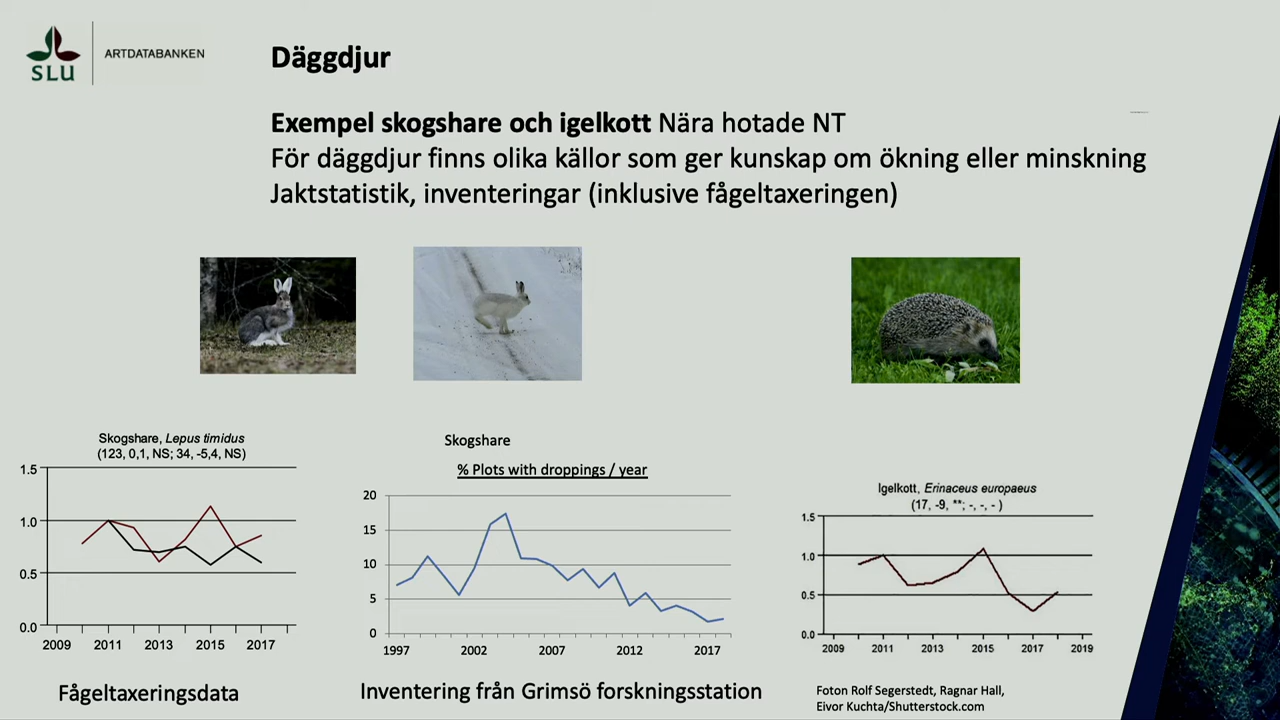 SLU
ARTDATABANKEN
Däggdjur
Exempel skogshare och igelkott Nära hotade NT
För däggdjur finns olika källor som ger kunskap om ökning eller minskning
Jaktstatistik, inventeringar (inklusive fågeltaxeringen)
Skogshare, Lepus timidus
(123, 0,1, NS; 34, -5,4, NS)
1.5
1.0
0.5
0.0
2009 2011 2013 2015 2017
Fågeltaxeringsdata
Skogshare
% Plots with droppings / year
20
15
10
5
0
1997 2002 2007 2012 2017
Inventering från Grimsö forskningsstation
Igelkott, Erinaceus europaeus
(17, -9, **; -, -, - )
1.5
1.0
0.5
0.0
2009 2011 2013 2015 2017 2019
Foton Rolf Segerstedt, Ragnar Hall,
Eivor Kuchta/Shutterstock.com